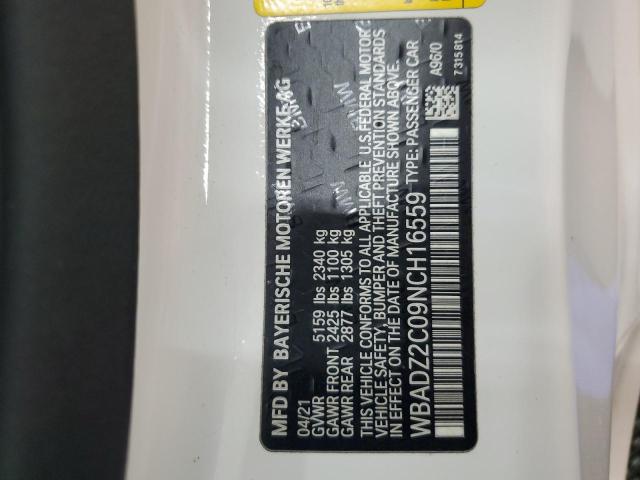 MFD BY BAYERISCHE MOTOREN WERKE AG
04/21
GVWR 5159 lbs 2340 kg
GAWR FRONT 2425 lbs 1100 kg
GAWR REAR 2877 lbs 1305 kg
THIS VEHICLE CONFORMS TO ALL APPLICABLE U.S.FEDERAL MOTOR
VEHICLE SAFETY, BUMPER AND THEFT PREVENTION STANDARDS
IN EFFECT ON THE DATE OF MANUFACTURE SHOWN ABOVE.
WBADZ2C09NCH16559 TYPE: PASSENGER CAR
A96/0
7315814